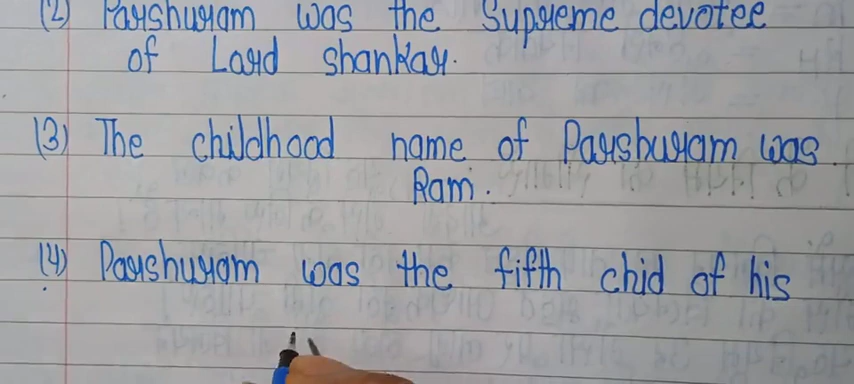 (2) Parshuram was the Supreme devotee
of Lord Shankar.
(3) The childhood name of Parshuram was
Ram.
(4) Parshuram was the fifth chid of his